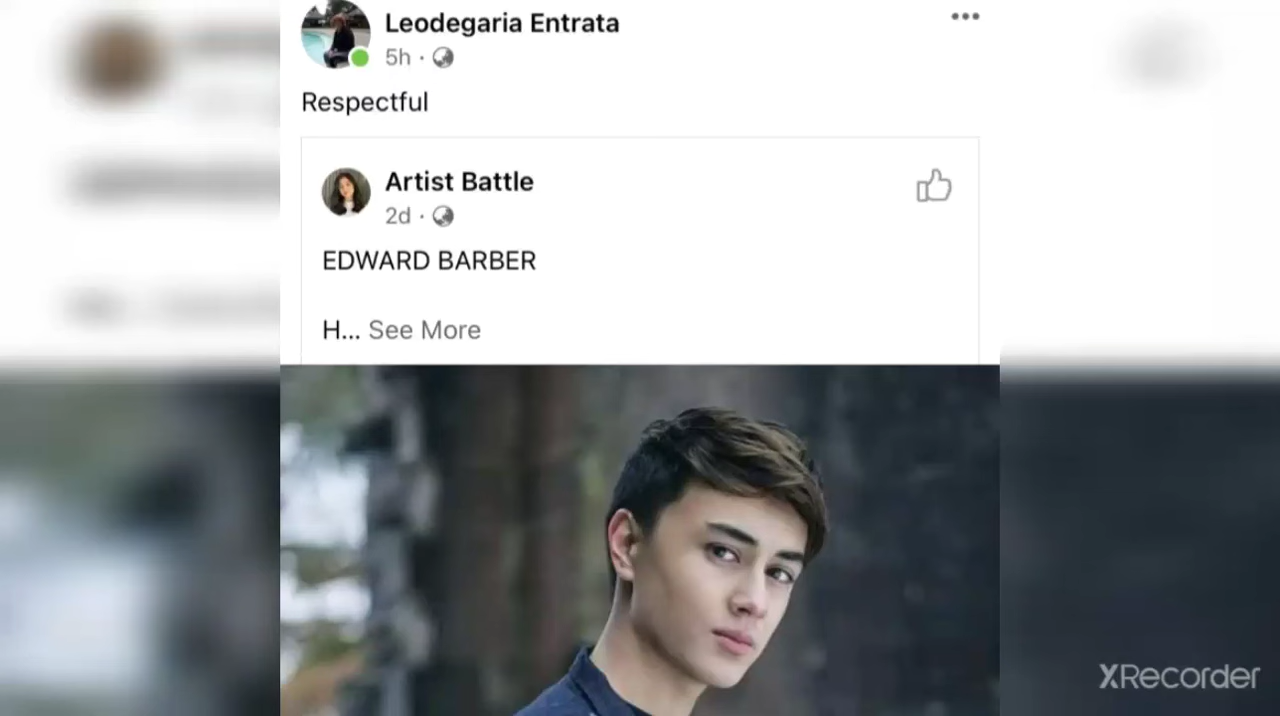 Leodegaria Entrata
5h ·
Respectful
Artist Battle
2d ·
EDWARD BARBER
H... See More
XRecorder